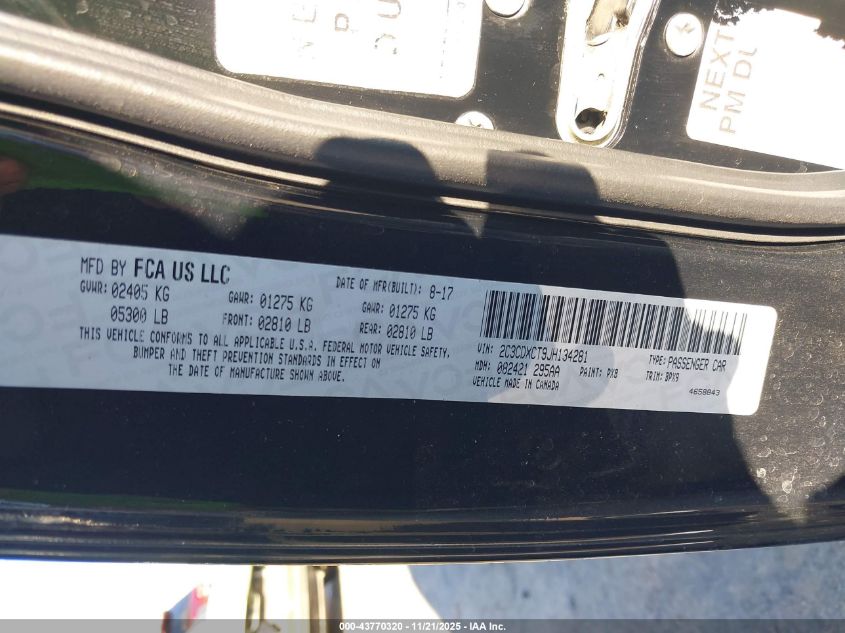 NEXT
PM DU
MFD BY FCA US LLC
GVWR: 02405 KG
05300 LB
GAWR: 01275 KG
FRONT: 02810 LB
GAWR: 01275 KG
REAR: 02810 LB
DATE OF MFR(BUILT): 8-17
THIS VEHICLE CONFORMS TO ALL APPLICABLE U.S.A. FEDERAL MOTOR VEHICLE SAFETY,
BUMPER AND THEFT PREVENTION STANDARDS IN EFFECT ON
THE DATE OF MANUFACTURE SHOWN ABOVE.
VIN: 2C3CDXCT9JH134281
TYPE: PASSENGER CAR
MDH: 082421 295AA
PAINT: PX8
TRIM: BPX9
VEHICLE MADE IN CANADA
4658843
000-43770320 - 11/21/2025 - IAA Inc.